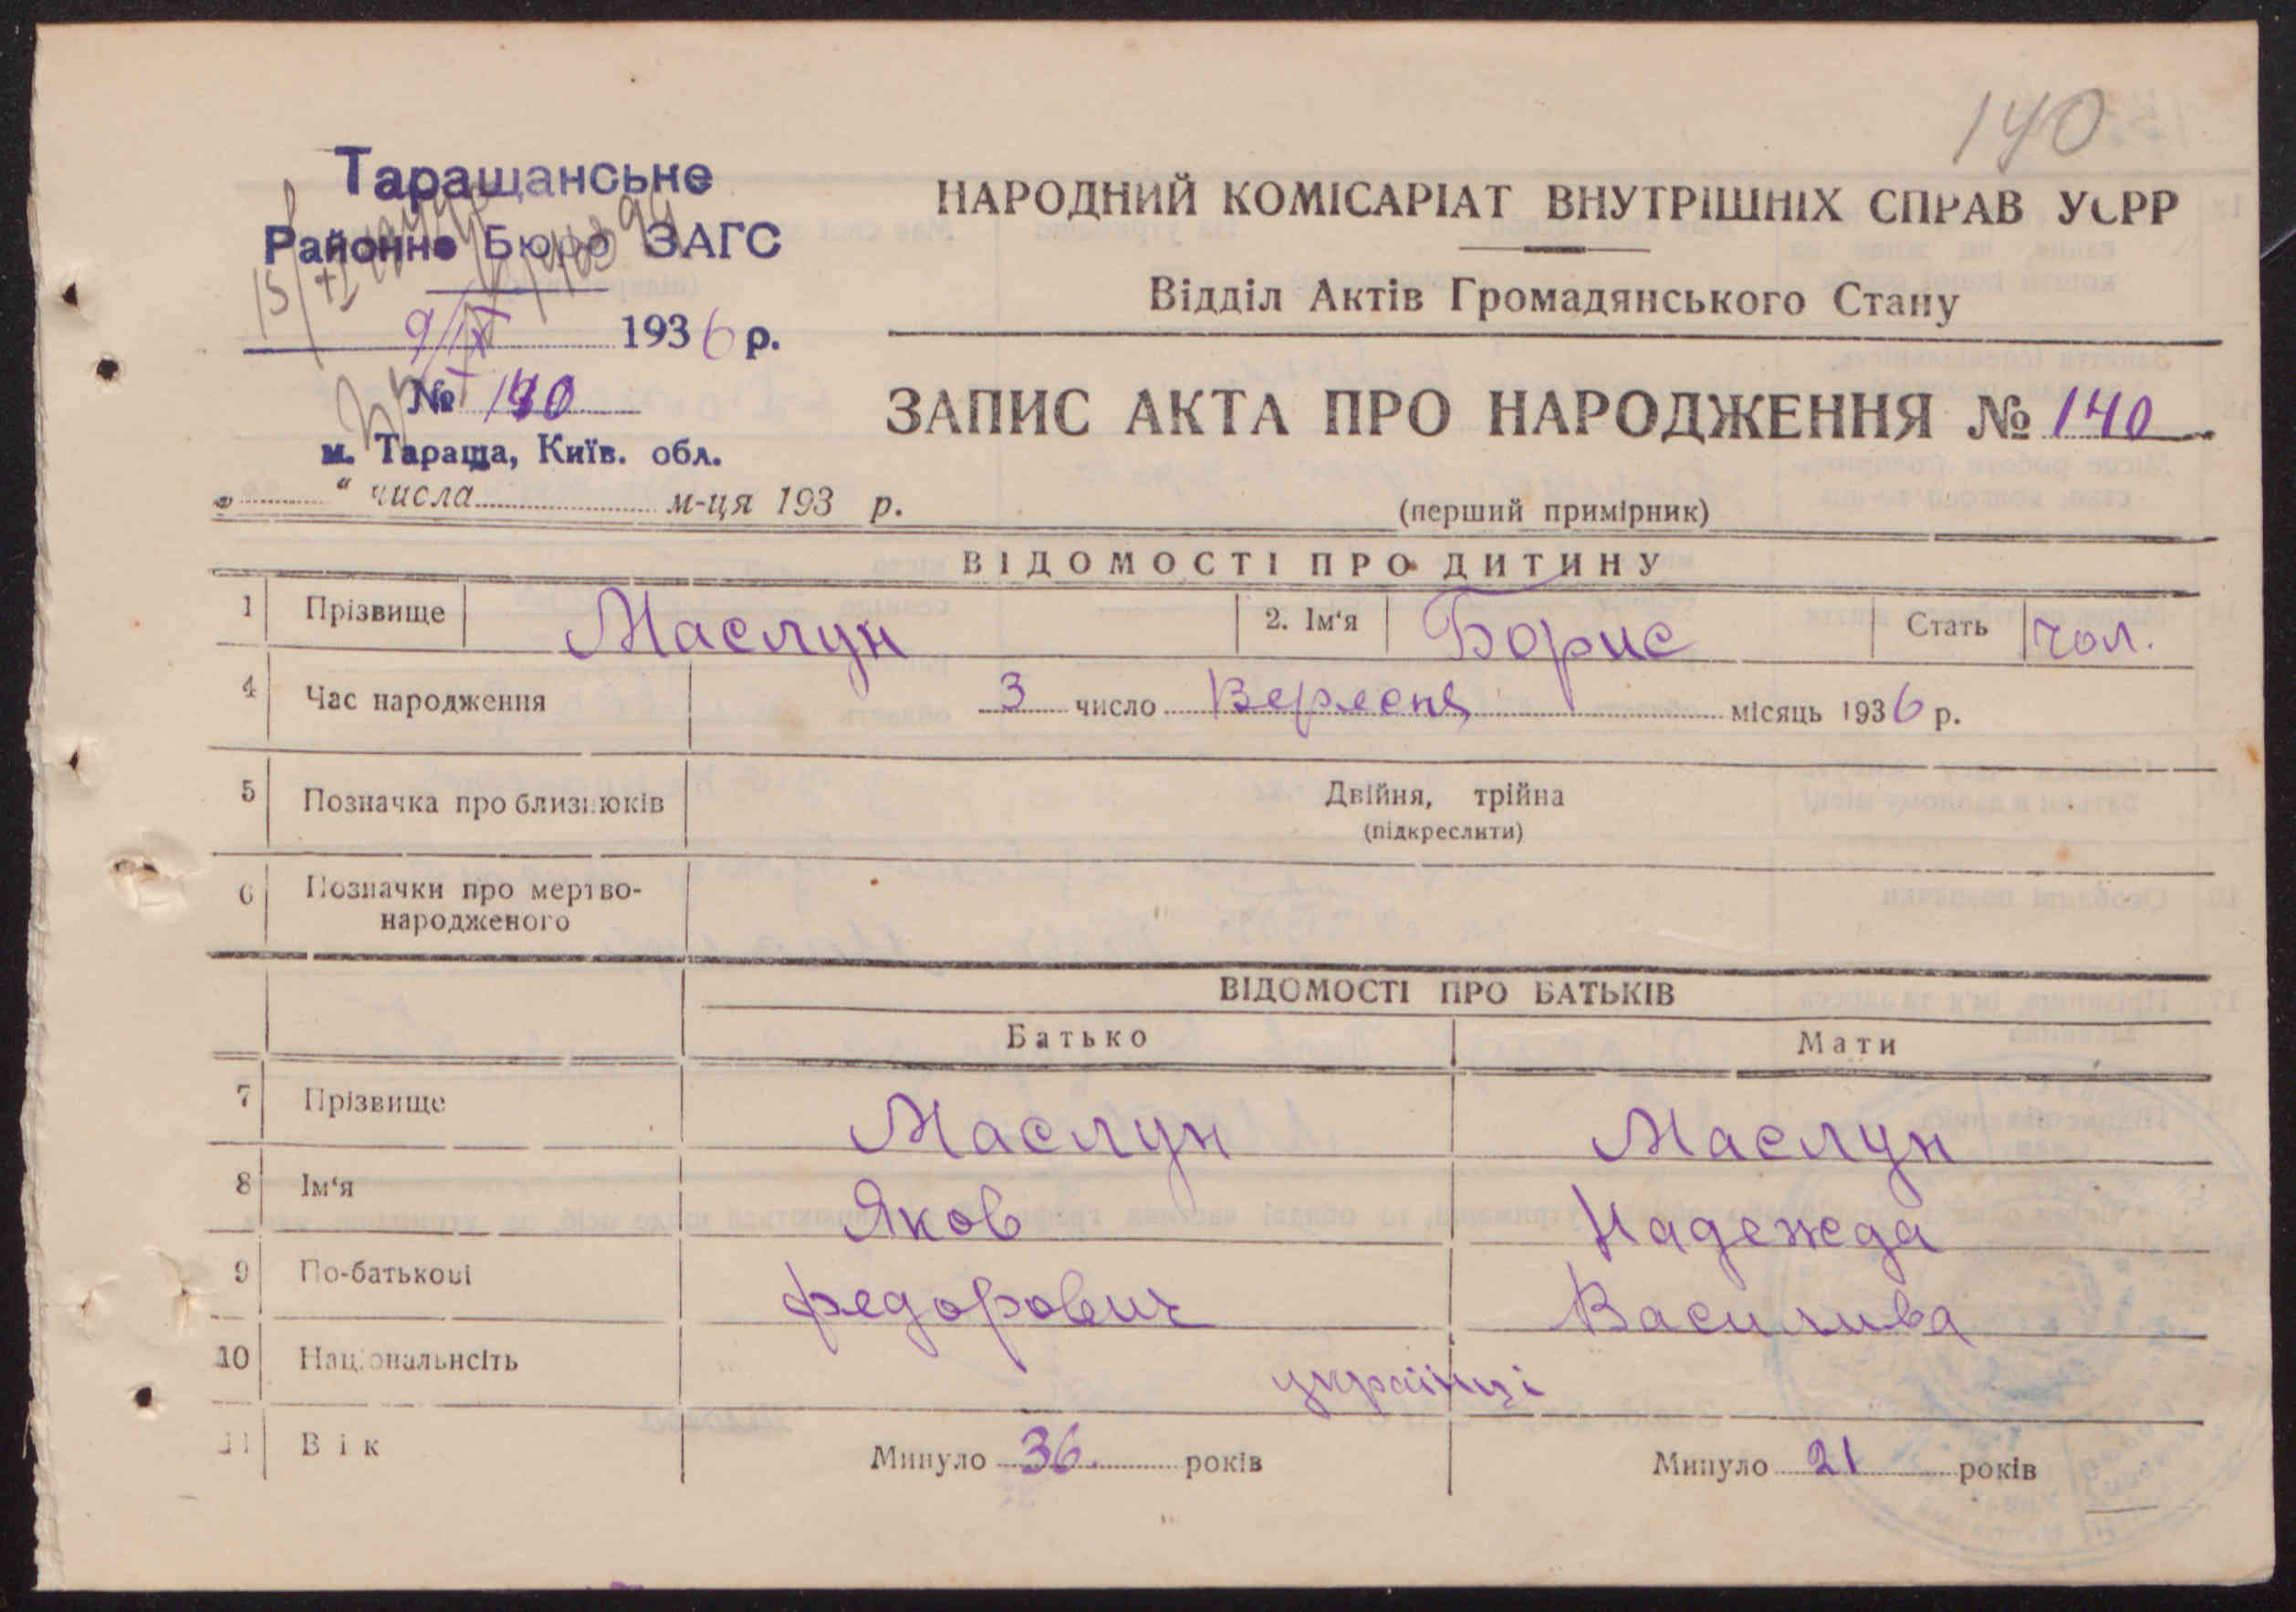 140
Таращанське
Районне Бюро ЗАГС
9/IX 1936 р.
№ 140
м. Тараща, Київ. обл.
„ “ числа м-ця 193 р.
НАРОДНИЙ КОМІСАРІАТ ВНУТРІШНІХ СПРАВ УСРР
Відділ Актів Громадянського Стану
ЗАПИС АКТА ПРО НАРОДЖЕННЯ № 140
(перший примірник)
ВІДОМОСТІ ПРО ДИТИНУ
1 Прізвище Маслун 2. Ім‘я Борис Стать чол.
4 Час народження 3 число Вересня місяць 1936 р.
5 Позначка про близнюків Двійня, трійна
(підкреслити)
6 Позначки про мертво-
народженого
ВІДОМОСТІ ПРО БАТЬКІВ
Батько Мати
7 Прізвище Маслун Маслун
8 Ім‘я Яков Надежда
9 По-батькові федорович Василива
10 Національнсіть українці
11 Вік Минуло 36. років Минуло 21 років